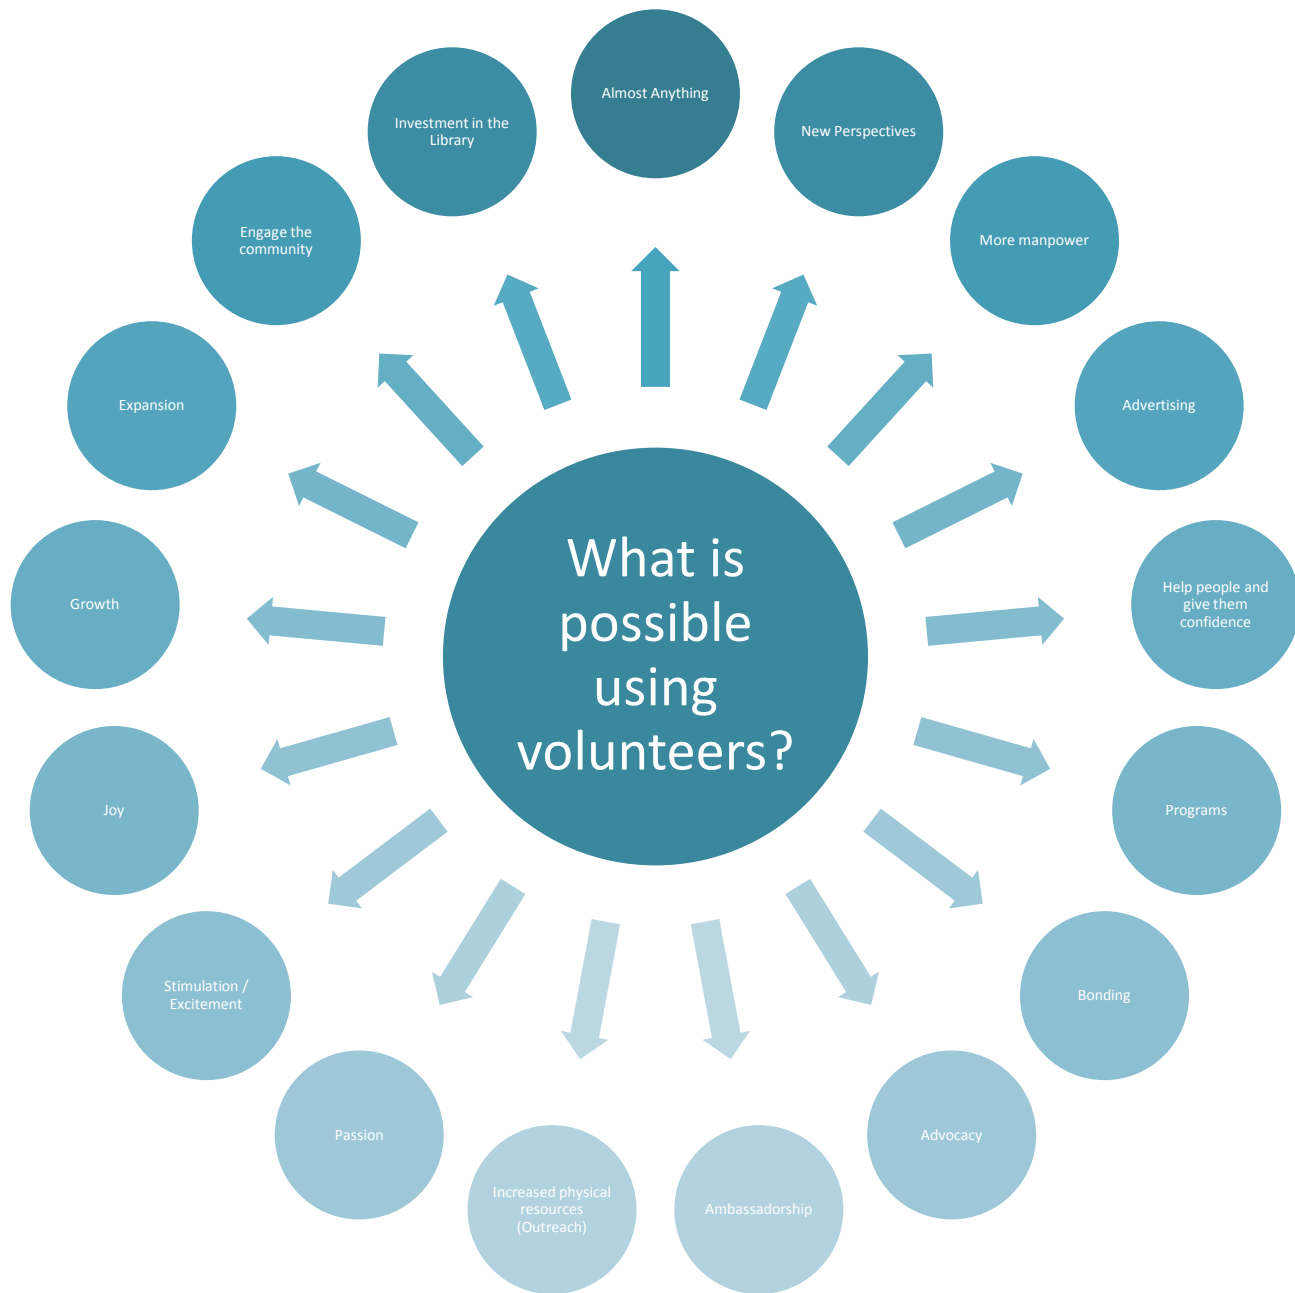 What is
possible
using
volunteers?
Almost Anything
New Perspectives
More manpower
Advertising
Help people and
give them
confidence
Programs
Bonding
Advocacy
Ambassadorship
Increased physical
resources
(Outreach)
Passion
Stimulation /
Excitement
Joy
Growth
Expansion
Engage the
community
Investment in the
Library